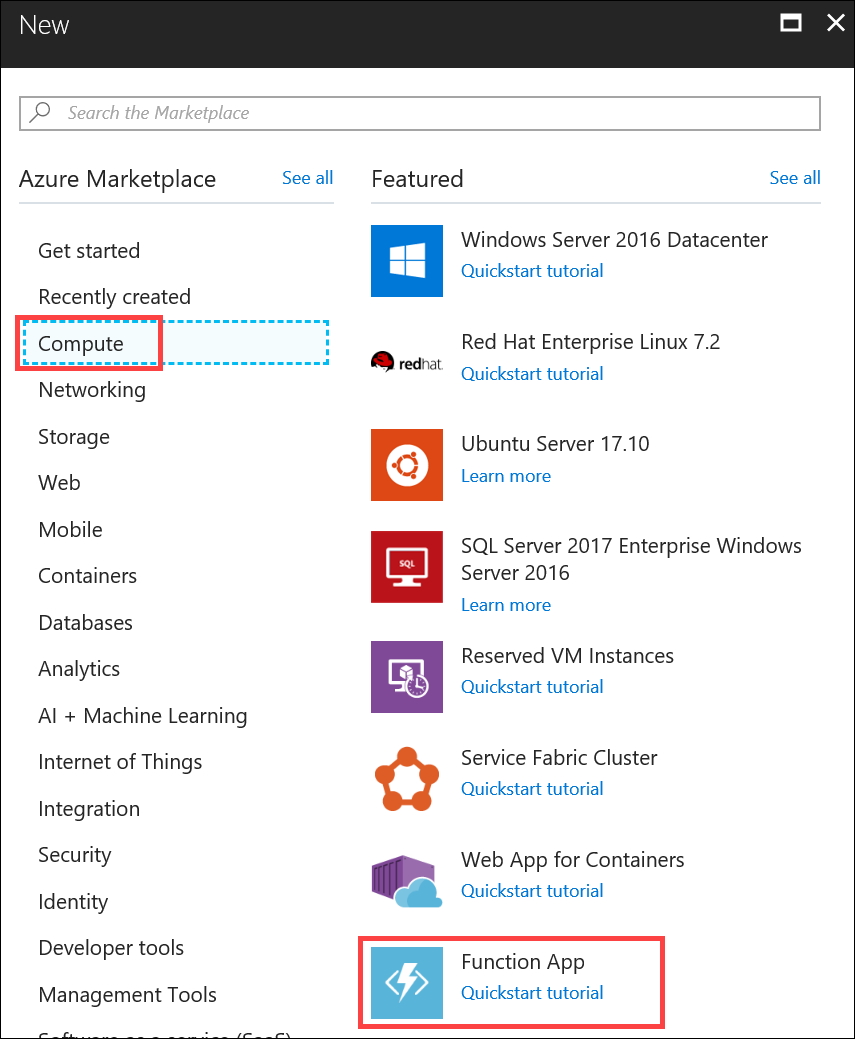 New
Search the Marketplace
Azure Marketplace
See all
Get started
Recently created
Compute
Networking
Storage
Web
Mobile
Containers
Databases
Analytics
AI + Machine Learning
Internet of Things
Integration
Security
Identity
Developer tools
Management Tools
Software as a service (SaaS)
Featured
See all
Windows Server 2016 Datacenter
Quickstart tutorial
redhat.
Red Hat Enterprise Linux 7.2
Quickstart tutorial
Ubuntu Server 17.10
Learn more
SQL
SQL Server 2017 Enterprise Windows
Server 2016
Learn more
Reserved VM Instances
Quickstart tutorial
Service Fabric Cluster
Quickstart tutorial
Web App for Containers
Quickstart tutorial
Function App
Quickstart tutorial